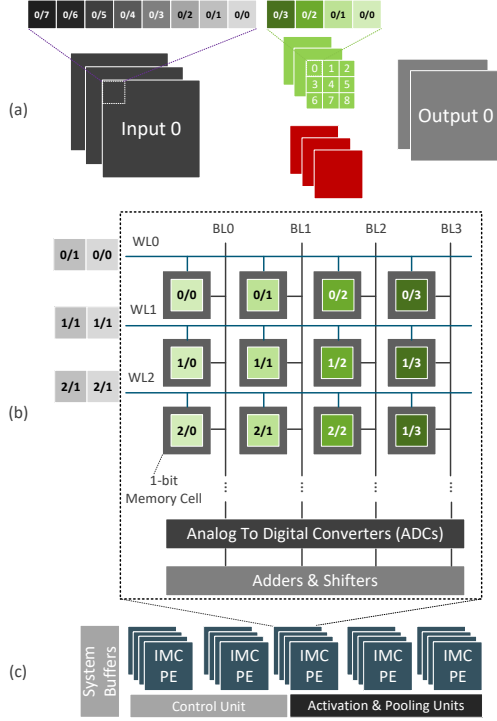 0/7 0/6 0/5 0/4 0/3 0/2 0/1 0/0
0/3 0/2 0/1 0/0
0 1 2
3 4 5
6 7 8
(a)
Input 0
Output 0
BL0 BL1 BL2 BL3
WL0
0/1 0/0
0/0 0/1 0/2 0/3
WL1
1/1 1/1
1/0 1/1 1/2 1/3
WL2
2/1 2/1
(b)
2/0 2/1 2/2 1/3
1-bit
Memory Cell
Analog To Digital Converters (ADCs)
Adders & Shifters
(c)
System
Buffers
IMC
PE
IMC
PE
IMC
PE
IMC
PE
IMC
PE
Control Unit
Activation & Pooling Units